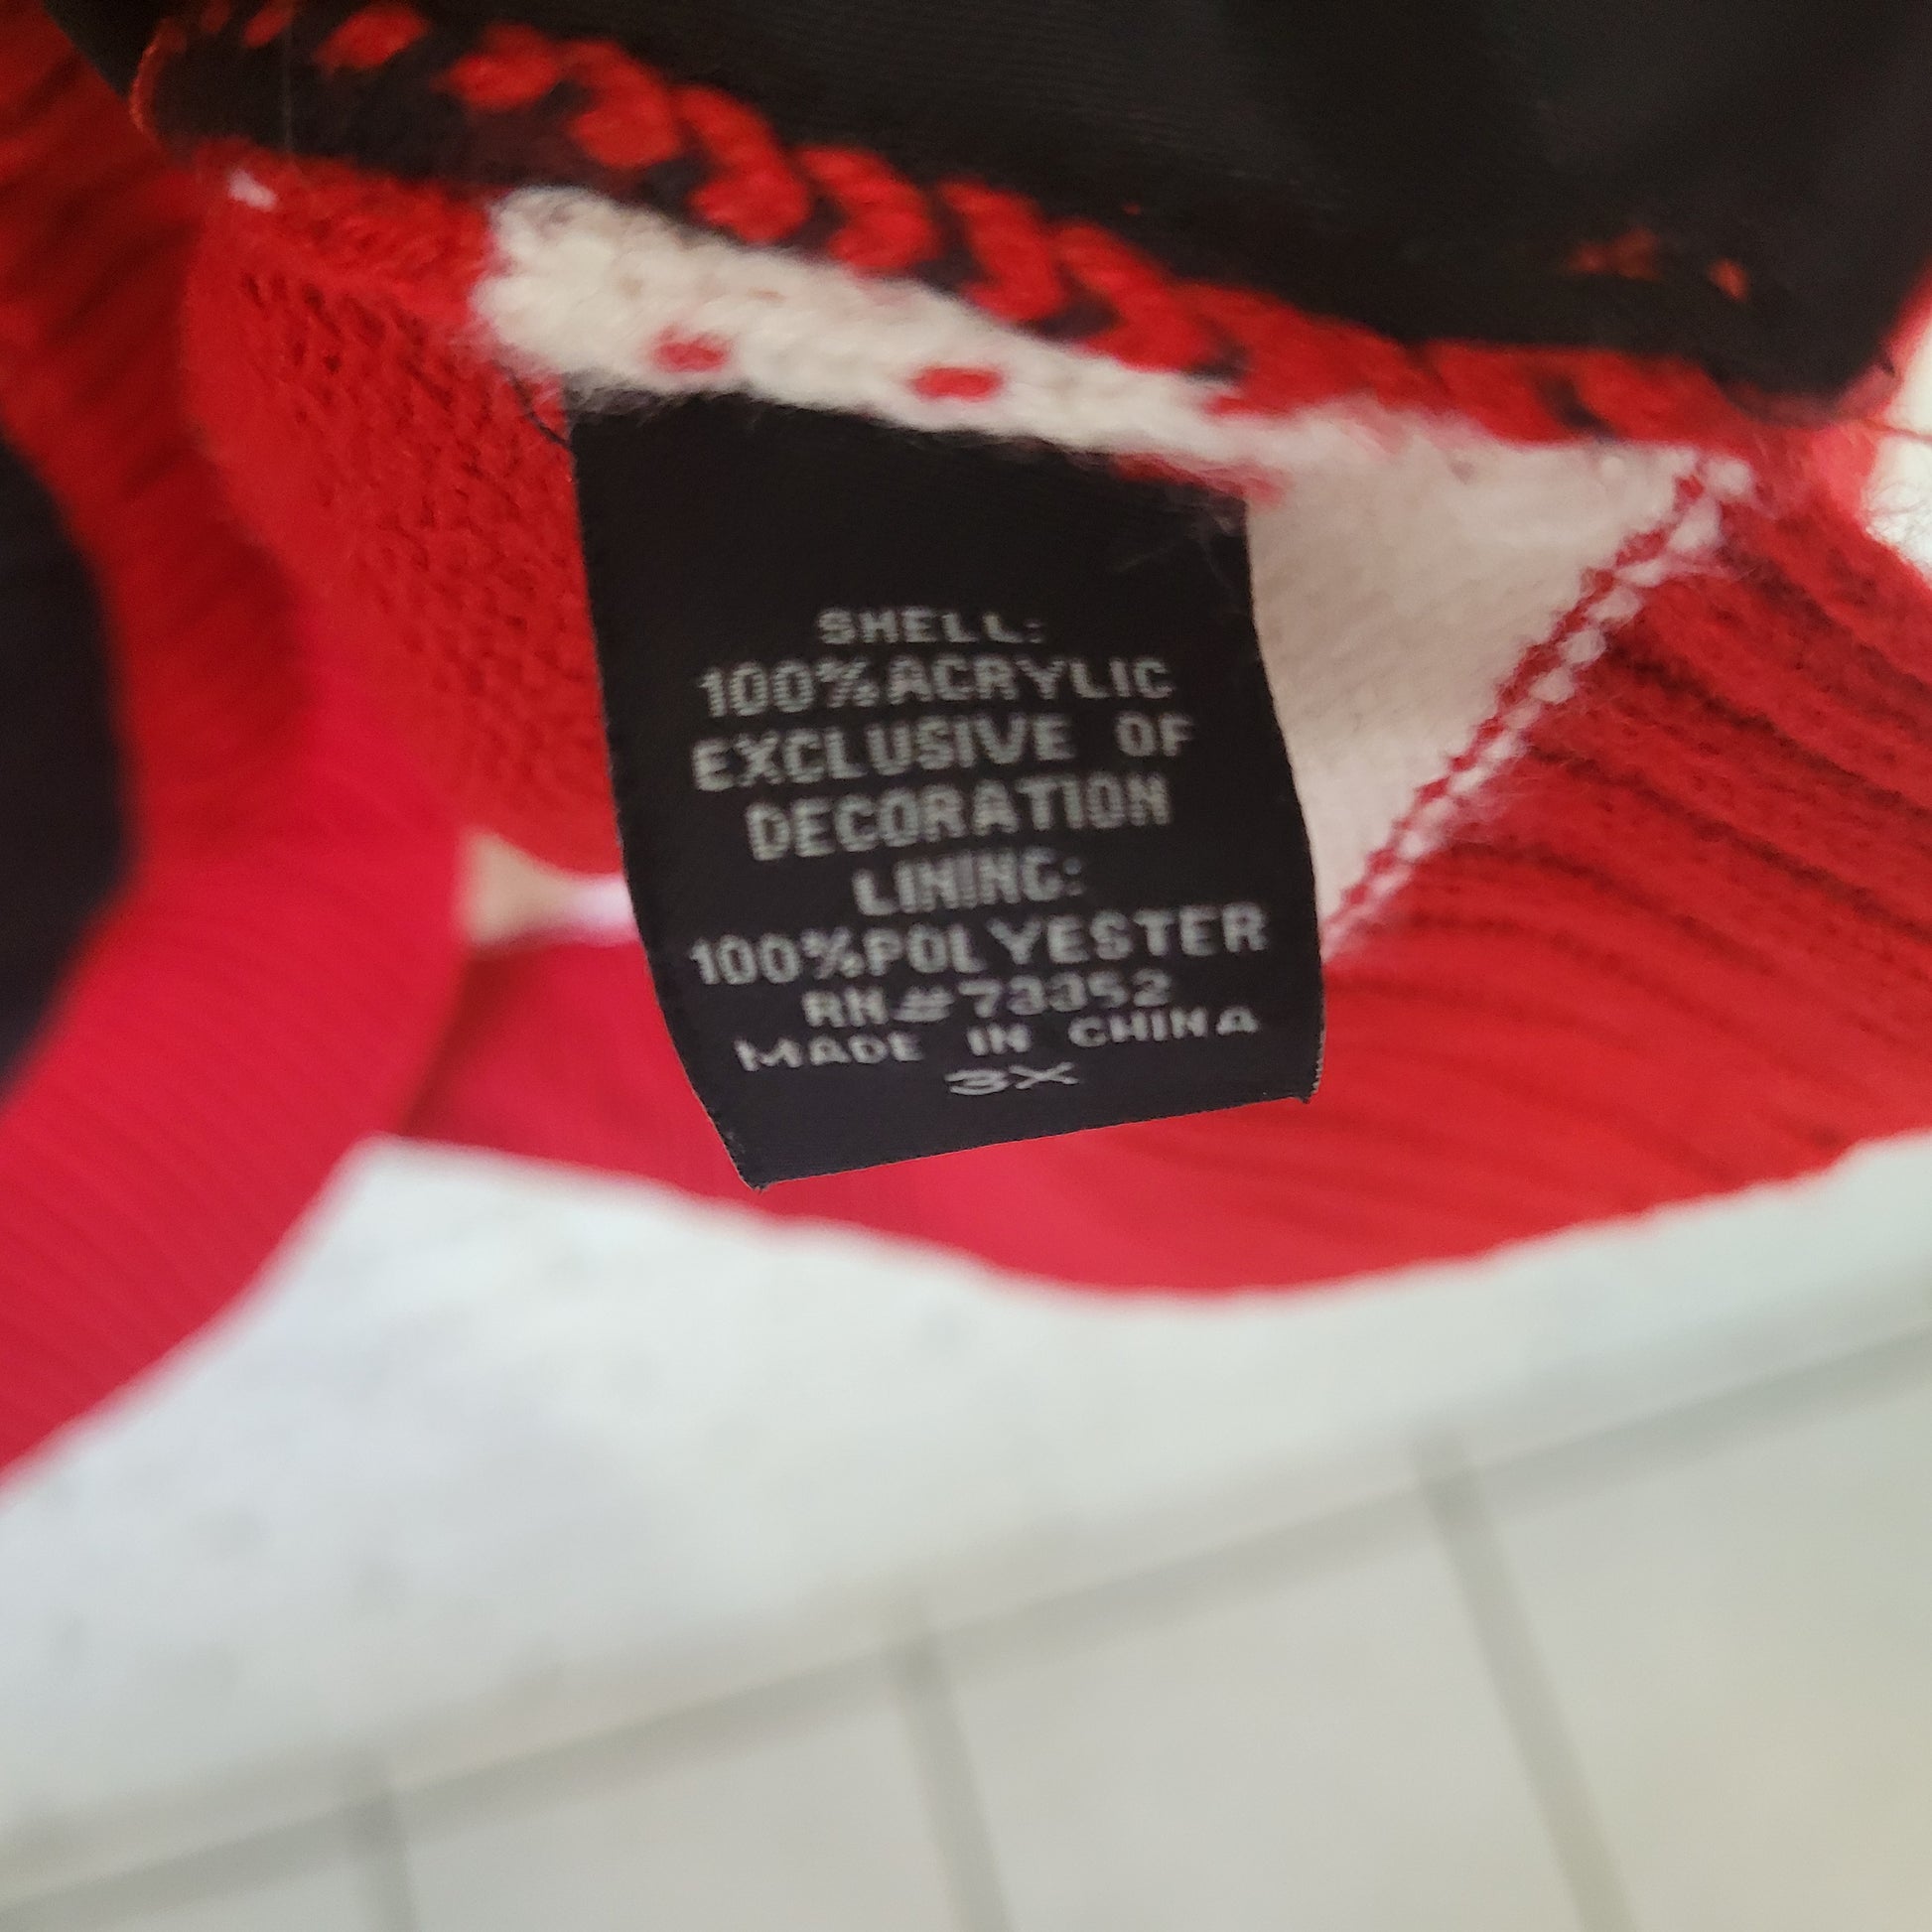 SHELL:
100%ACRYLIC
EXCLUSIVE OF
DECORATION
LINING:
100%POLYESTER
RN#73352
MADE IN CHINA
3X